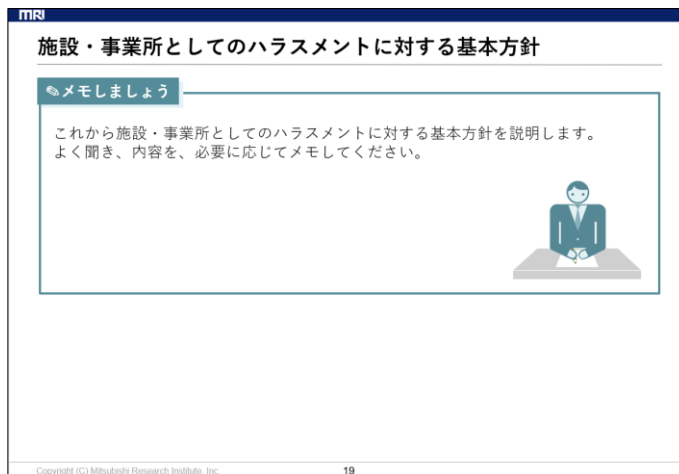 MRI
施設・事業所としてのハラスメントに対する基本方針
✎メモしましょう
これから施設・事業所としてのハラスメントに対する基本方針を説明します。
よく聞き、内容を、必要に応じてメモしてください。
Copyright (C) Mitsubishi Research Institute, Inc.
19